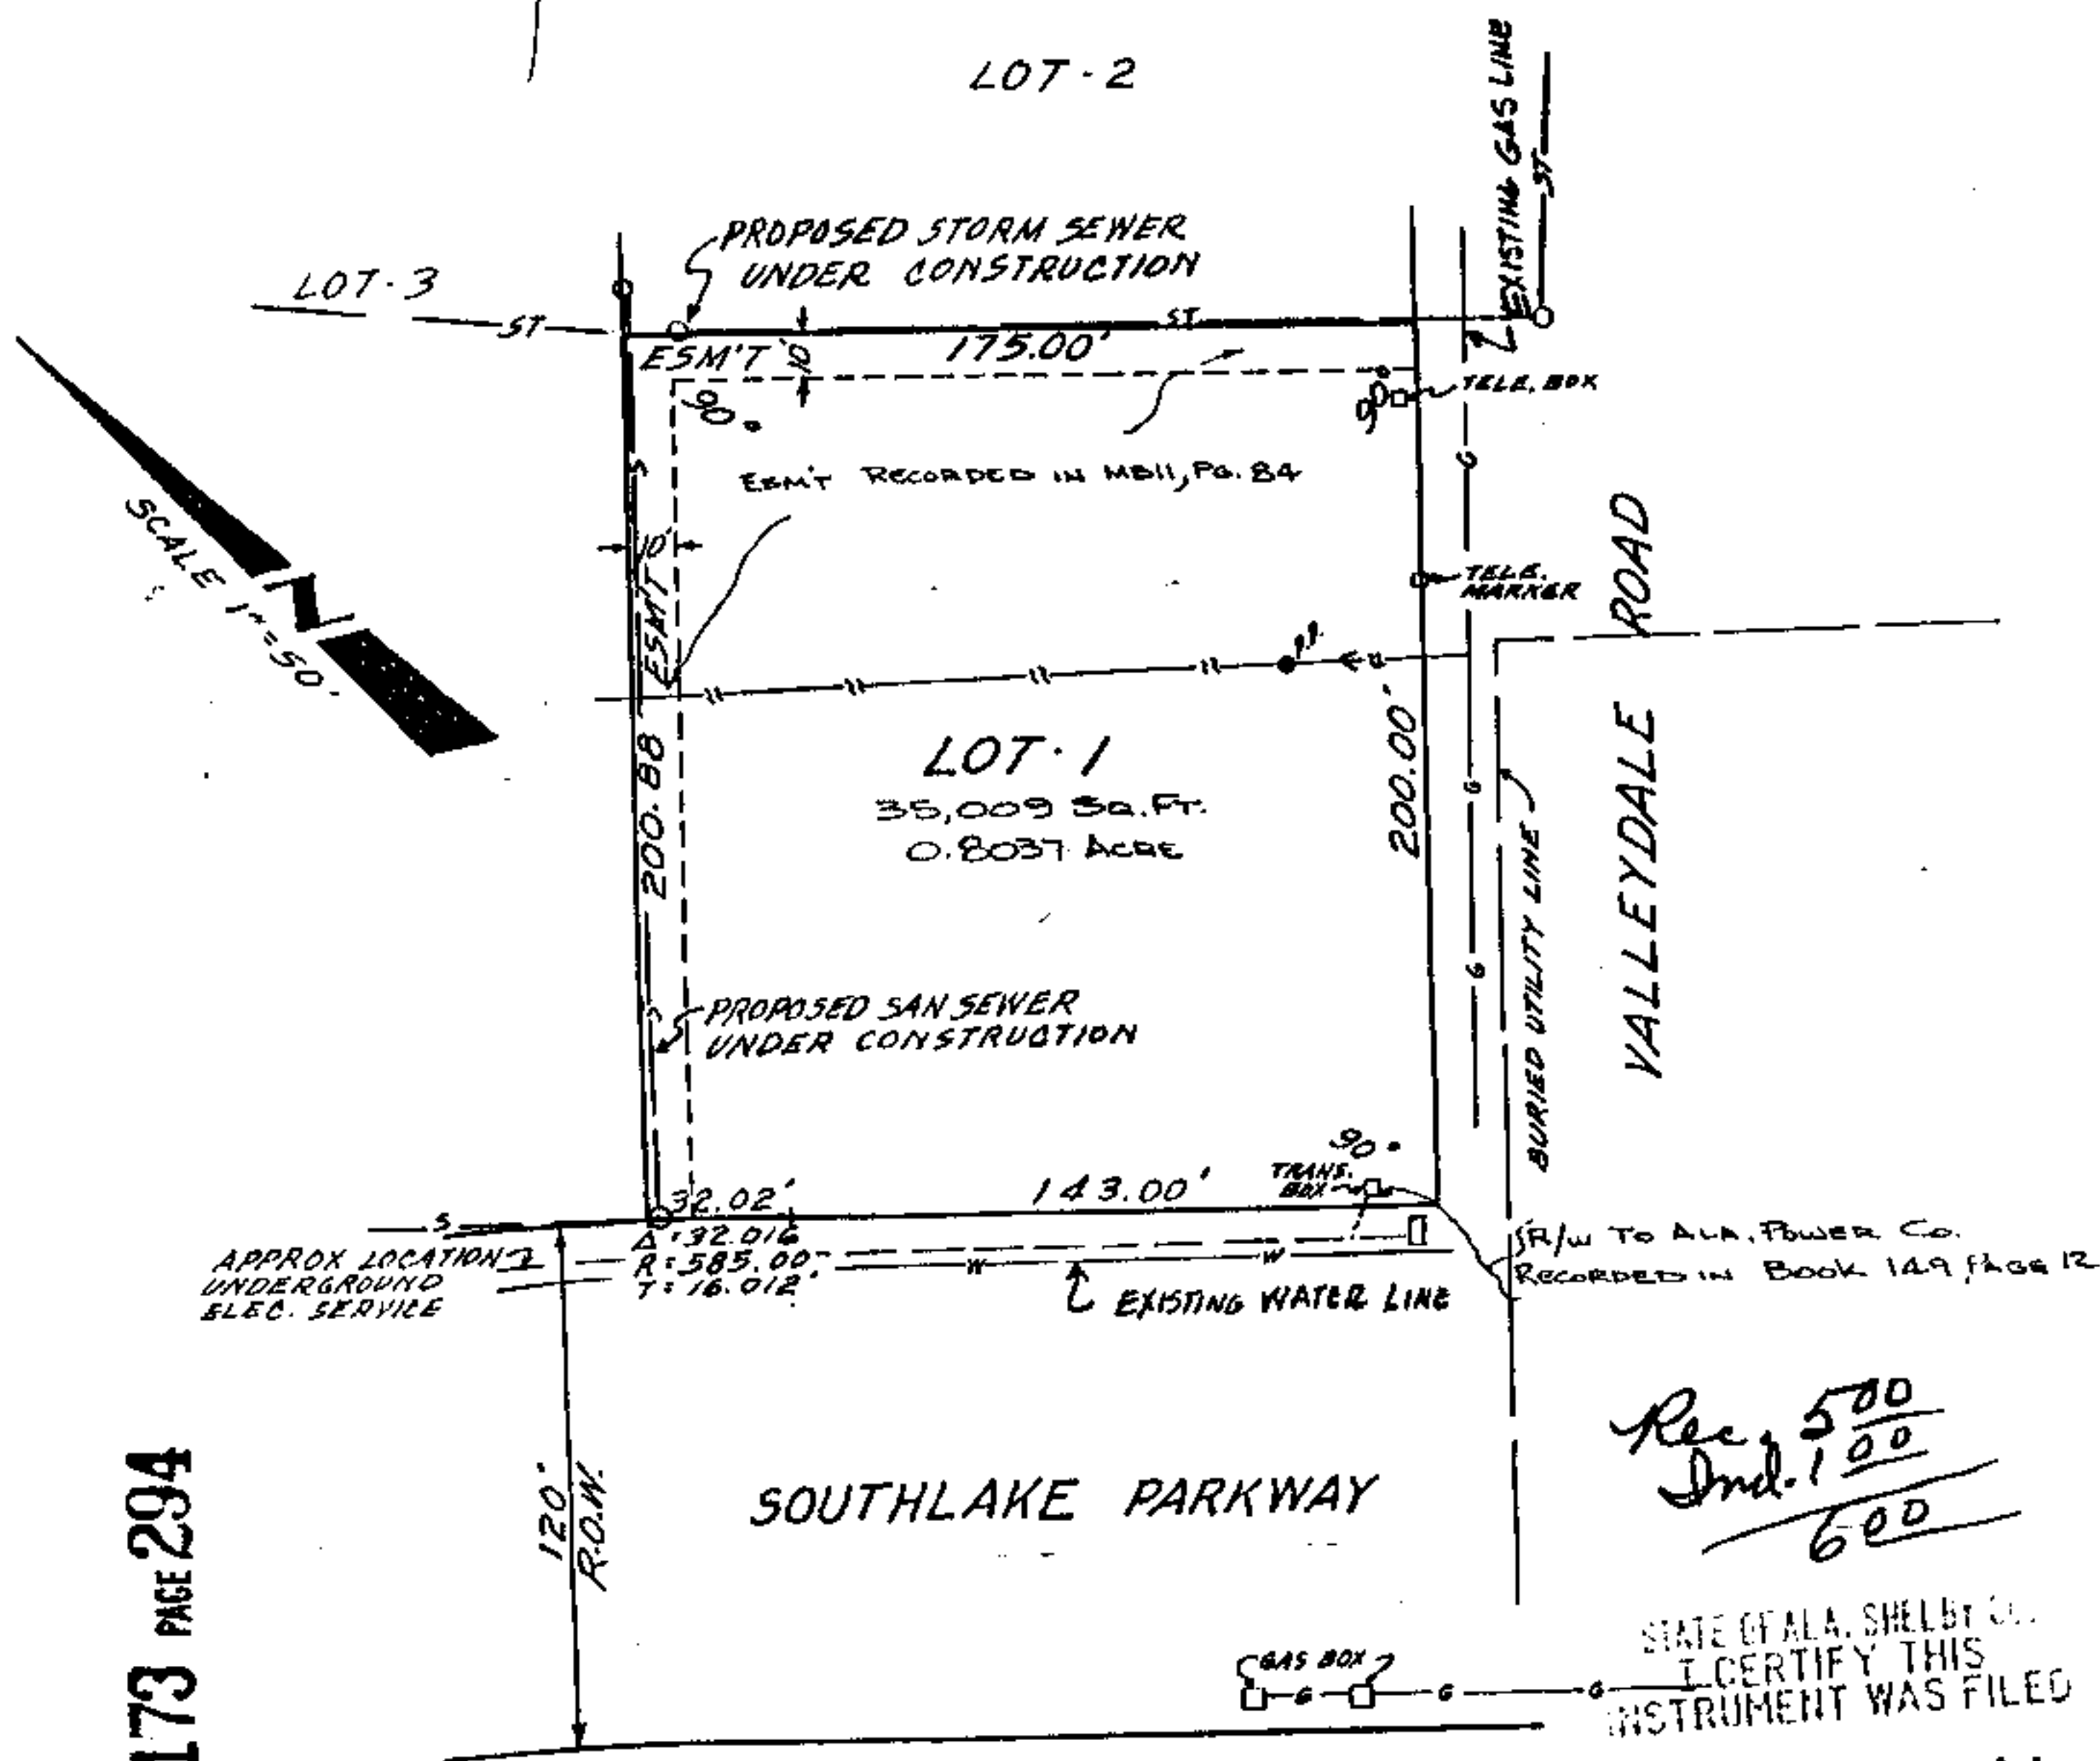 LOT-2
EXISTING GAS LINE
ST
PROPOSED STORM SEWER
UNDER CONSTRUCTION
LOT-3
ST
ST
ESM'T 10'
175.00'
90°
90°
TELE. BOX
ESM'T RECORDED IN MB11, PG. 84
G
S
10'
ESMT
TELE.
MARKER
SCALE 1"=50'
VALLEYDALE ROAD
LOT-1
35,009 SQ.FT.
0.8037 ACRE
200.88
200.00'
G
G
BURIED UTILITY LINE
S
PROPOSED SAN SEWER
UNDER CONSTRUCTION
90°
TRANS.
BOX
32.02'
143.00'
S
Δ=32.016
R=585.00'
T=16.012'
APPROX LOCATION
UNDERGROUND
ELEC. SERVICE
W
W
EXISTING WATER LINE
R/W TO ALA. POWER CO.
RECORDED IN BOOK 149, PAGE 12
120'
R.O.W.
SOUTHLAKE PARKWAY
Rec. 5 00
Ind. 1 00
6 00
173 PAGE 294
GAS BOX
G
G
G
STATE OF ALA. SHELBY CO.
I CERTIFY THIS
INSTRUMENT WAS FILED